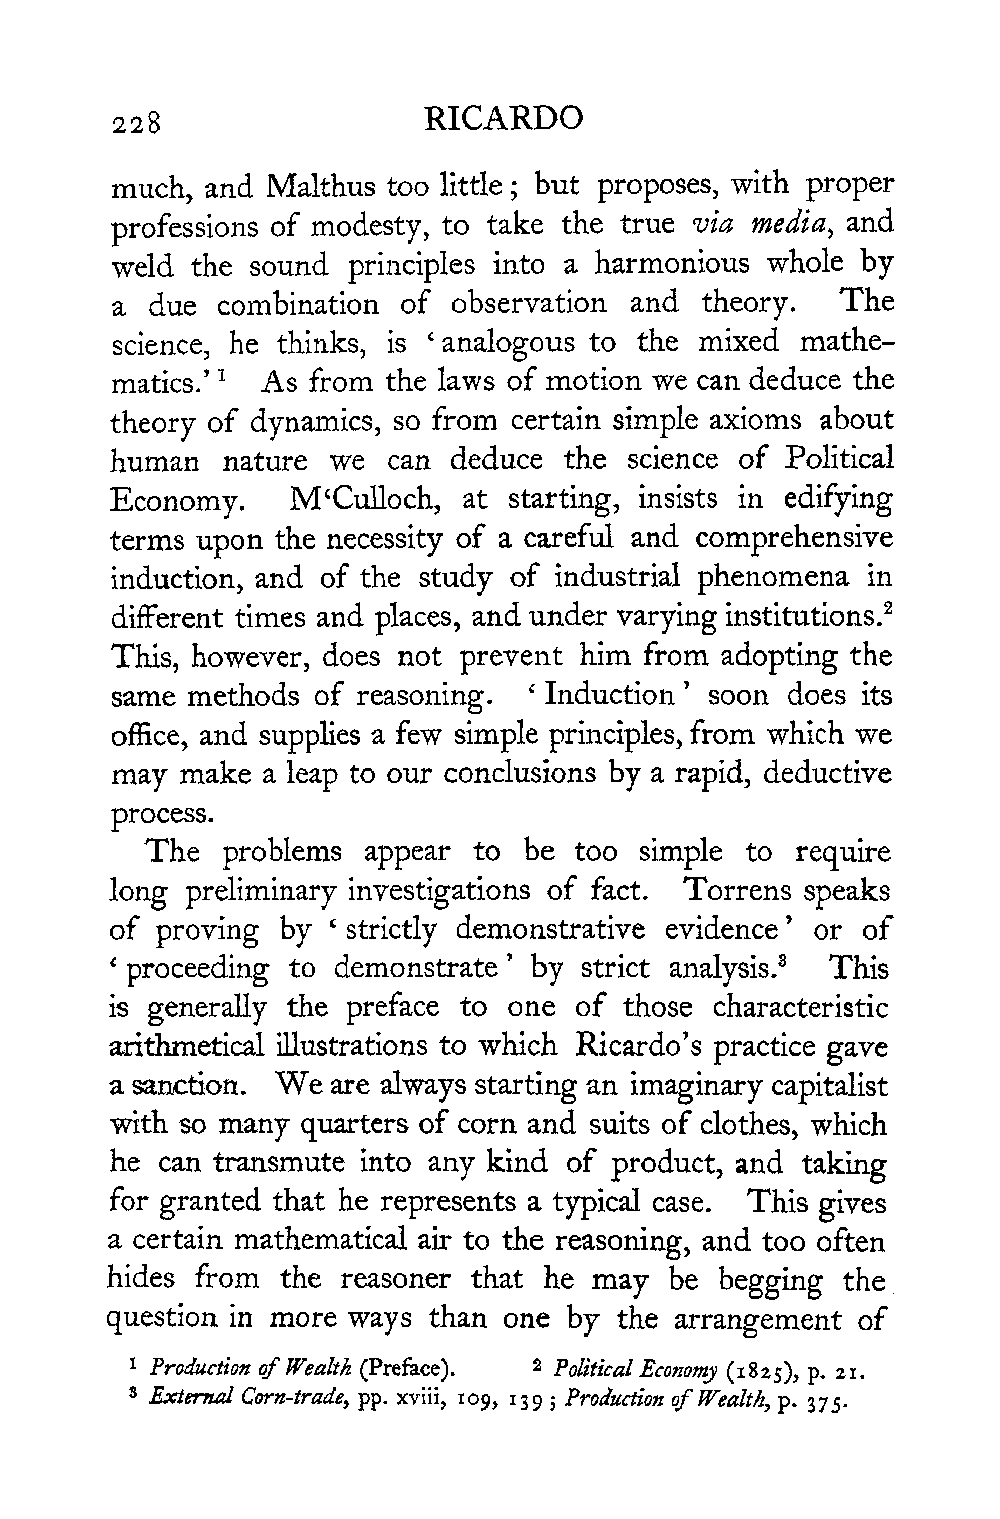 228 RICARDO
much, and Malthus too little ; but proposes, with proper
professions of modesty, to take the true via media, and
weld the sound principles into a harmonious whole by
a due combination of observation and theory. The
science, he thinks, is ‘ analogous to the mixed mathe-
matics.’ ¹ As from the laws of motion we can deduce the
theory of dynamics, so from certain simple axioms about
human nature we can deduce the science of Political
Economy. M‘Culloch, at starting, insists in edifying
terms upon the necessity of a careful and comprehensive
induction, and of the study of industrial phenomena in
different times and places, and under varying institutions.²
This, however, does not prevent him from adopting the
same methods of reasoning. ‘ Induction ’ soon does its
office, and supplies a few simple principles, from which we
may make a leap to our conclusions by a rapid, deductive
process.
The problems appear to be too simple to require
long preliminary investigations of fact. Torrens speaks
of proving by ‘ strictly demonstrative evidence ’ or of
‘ proceeding to demonstrate ’ by strict analysis.³ This
is generally the preface to one of those characteristic
arithmetical illustrations to which Ricardo’s practice gave
a sanction. We are always starting an imaginary capitalist
with so many quarters of corn and suits of clothes, which
he can transmute into any kind of product, and taking
for granted that he represents a typical case. This gives
a certain mathematical air to the reasoning, and too often
hides from the reasoner that he may be begging the
question in more ways than one by the arrangement of
¹ Production of Wealth (Preface). ² Political Economy (1825), p. 21.
³ External Corn-trade, pp. xviii, 109, 139 ; Production of Wealth, p. 375.